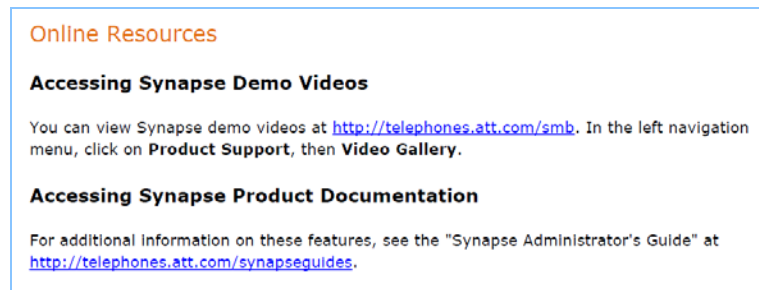 Online Resources
Accessing Synapse Demo Videos
You can view Synapse demo videos at http://telephones.att.com/smb. In the left navigation
menu, click on Product Support, then Video Gallery.
Accessing Synapse Product Documentation
For additional information on these features, see the "Synapse Administrator's Guide" at
http://telephones.att.com/synapseguides.